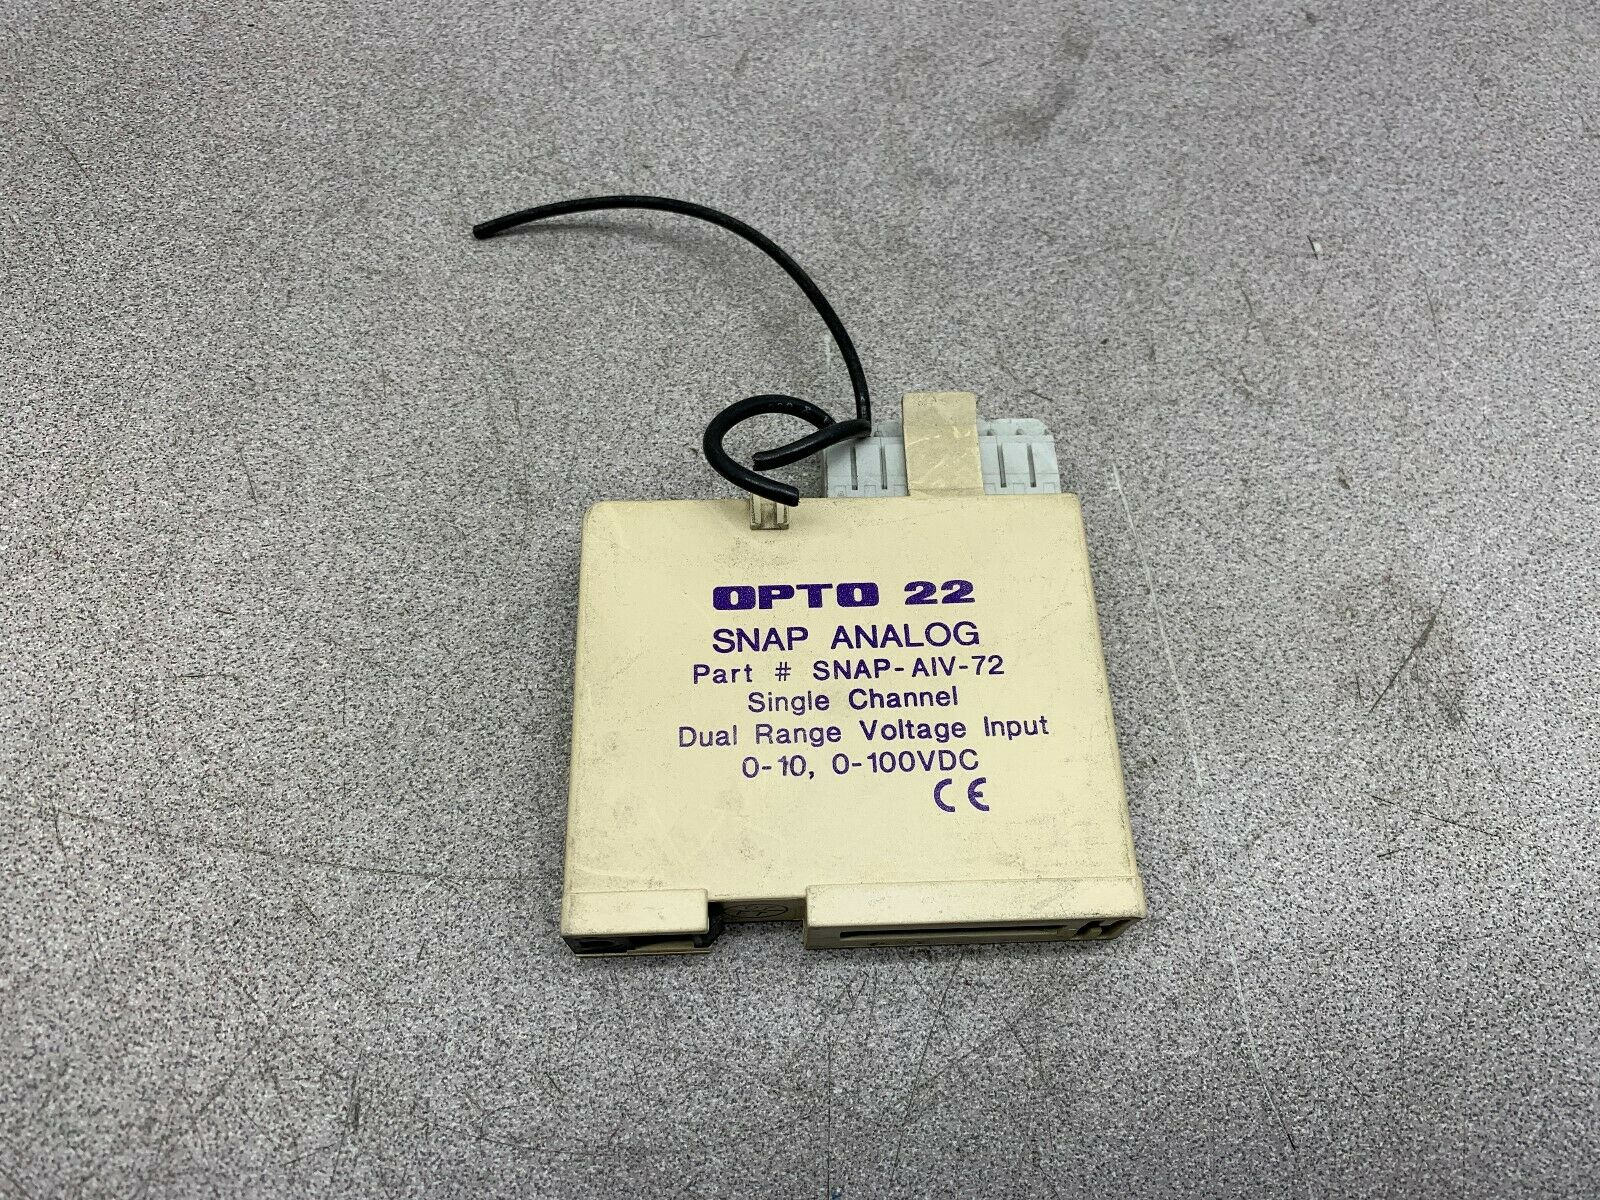 OPTO 22
SNAP ANALOG
Part # SNAP-AIV-72
Single Channel
Dual Range Voltage Input
0-10, 0-100VDC
CE